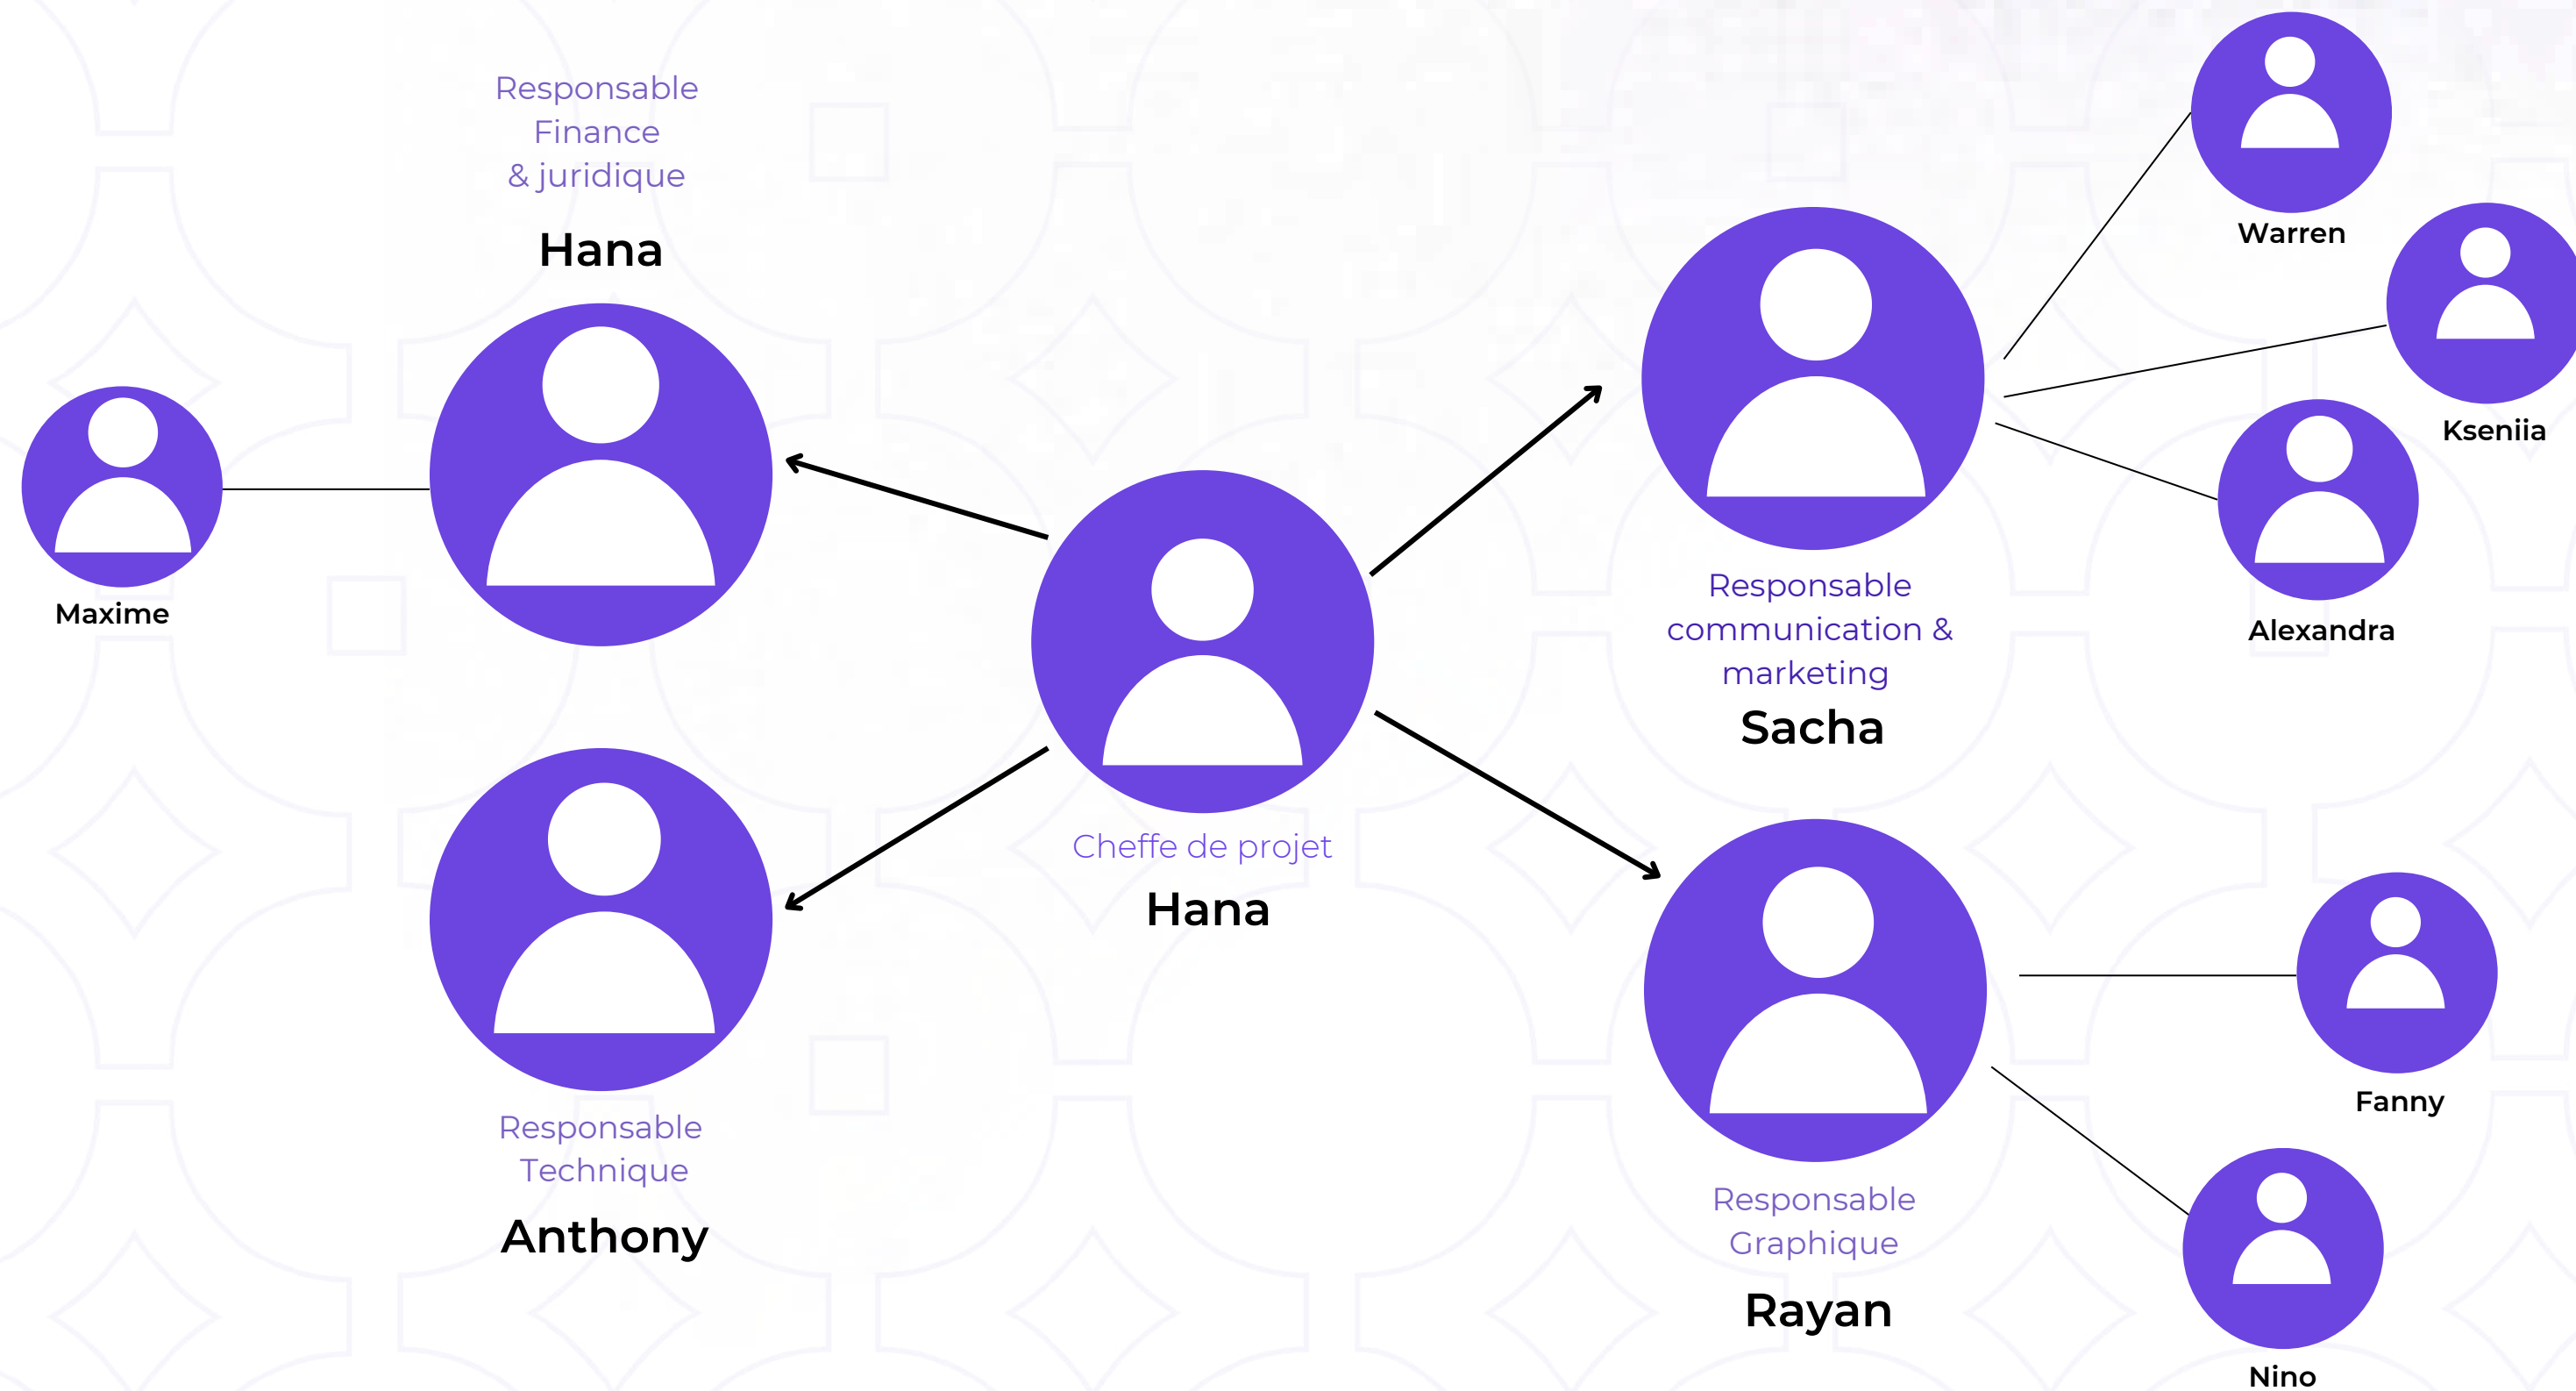 Responsable
Finance
& juridique
Hana
Maxime
Responsable
Technique
Anthony
Cheffe de projet
Hana
Responsable
communication &
marketing
Sacha
Warren
Kseniia
Alexandra
Responsable
Graphique
Rayan
Fanny
Nino